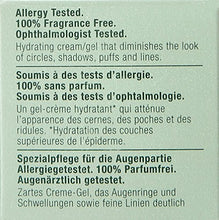 Allergy Tested.
100% Fragrance Free.
Ophthalmologist Tested.
Hydrating cream/gel that diminishes the
look of circles, shadows, puffs and lines.
Soumis à des tests d'allergie.
100% sans parfum.
Soumis à des tests d'ophtalmologie.
Un gel-crème hydratant* qui atténue
l'apparence des cernes, des poches et des
ridules. *Hydratation des couches
supérieures de l'épiderme.
Spezialpflege für die Augenpartie
Allergiegetestet. 100% Parfumfrei.
Augenärztlich getestet.
Zartes Creme-Gel, das Augenringe und
Schwellungen sowie feine Linien deutlich